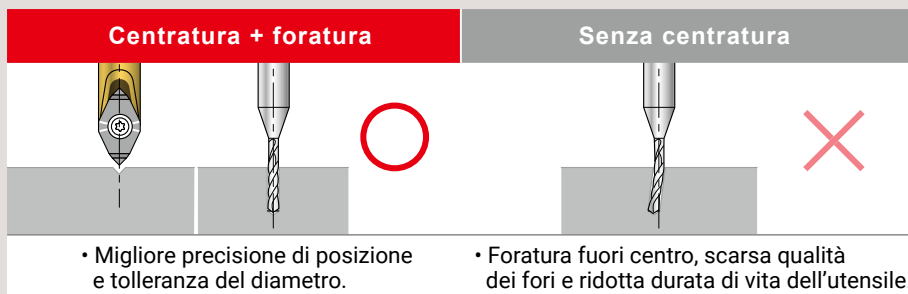 Centratura + foratura
Senza centratura
• Migliore precisione di posizione
e tolleranza del diametro.
• Foratura fuori centro, scarsa qualità
dei fori e ridotta durata di vita dell’utensile